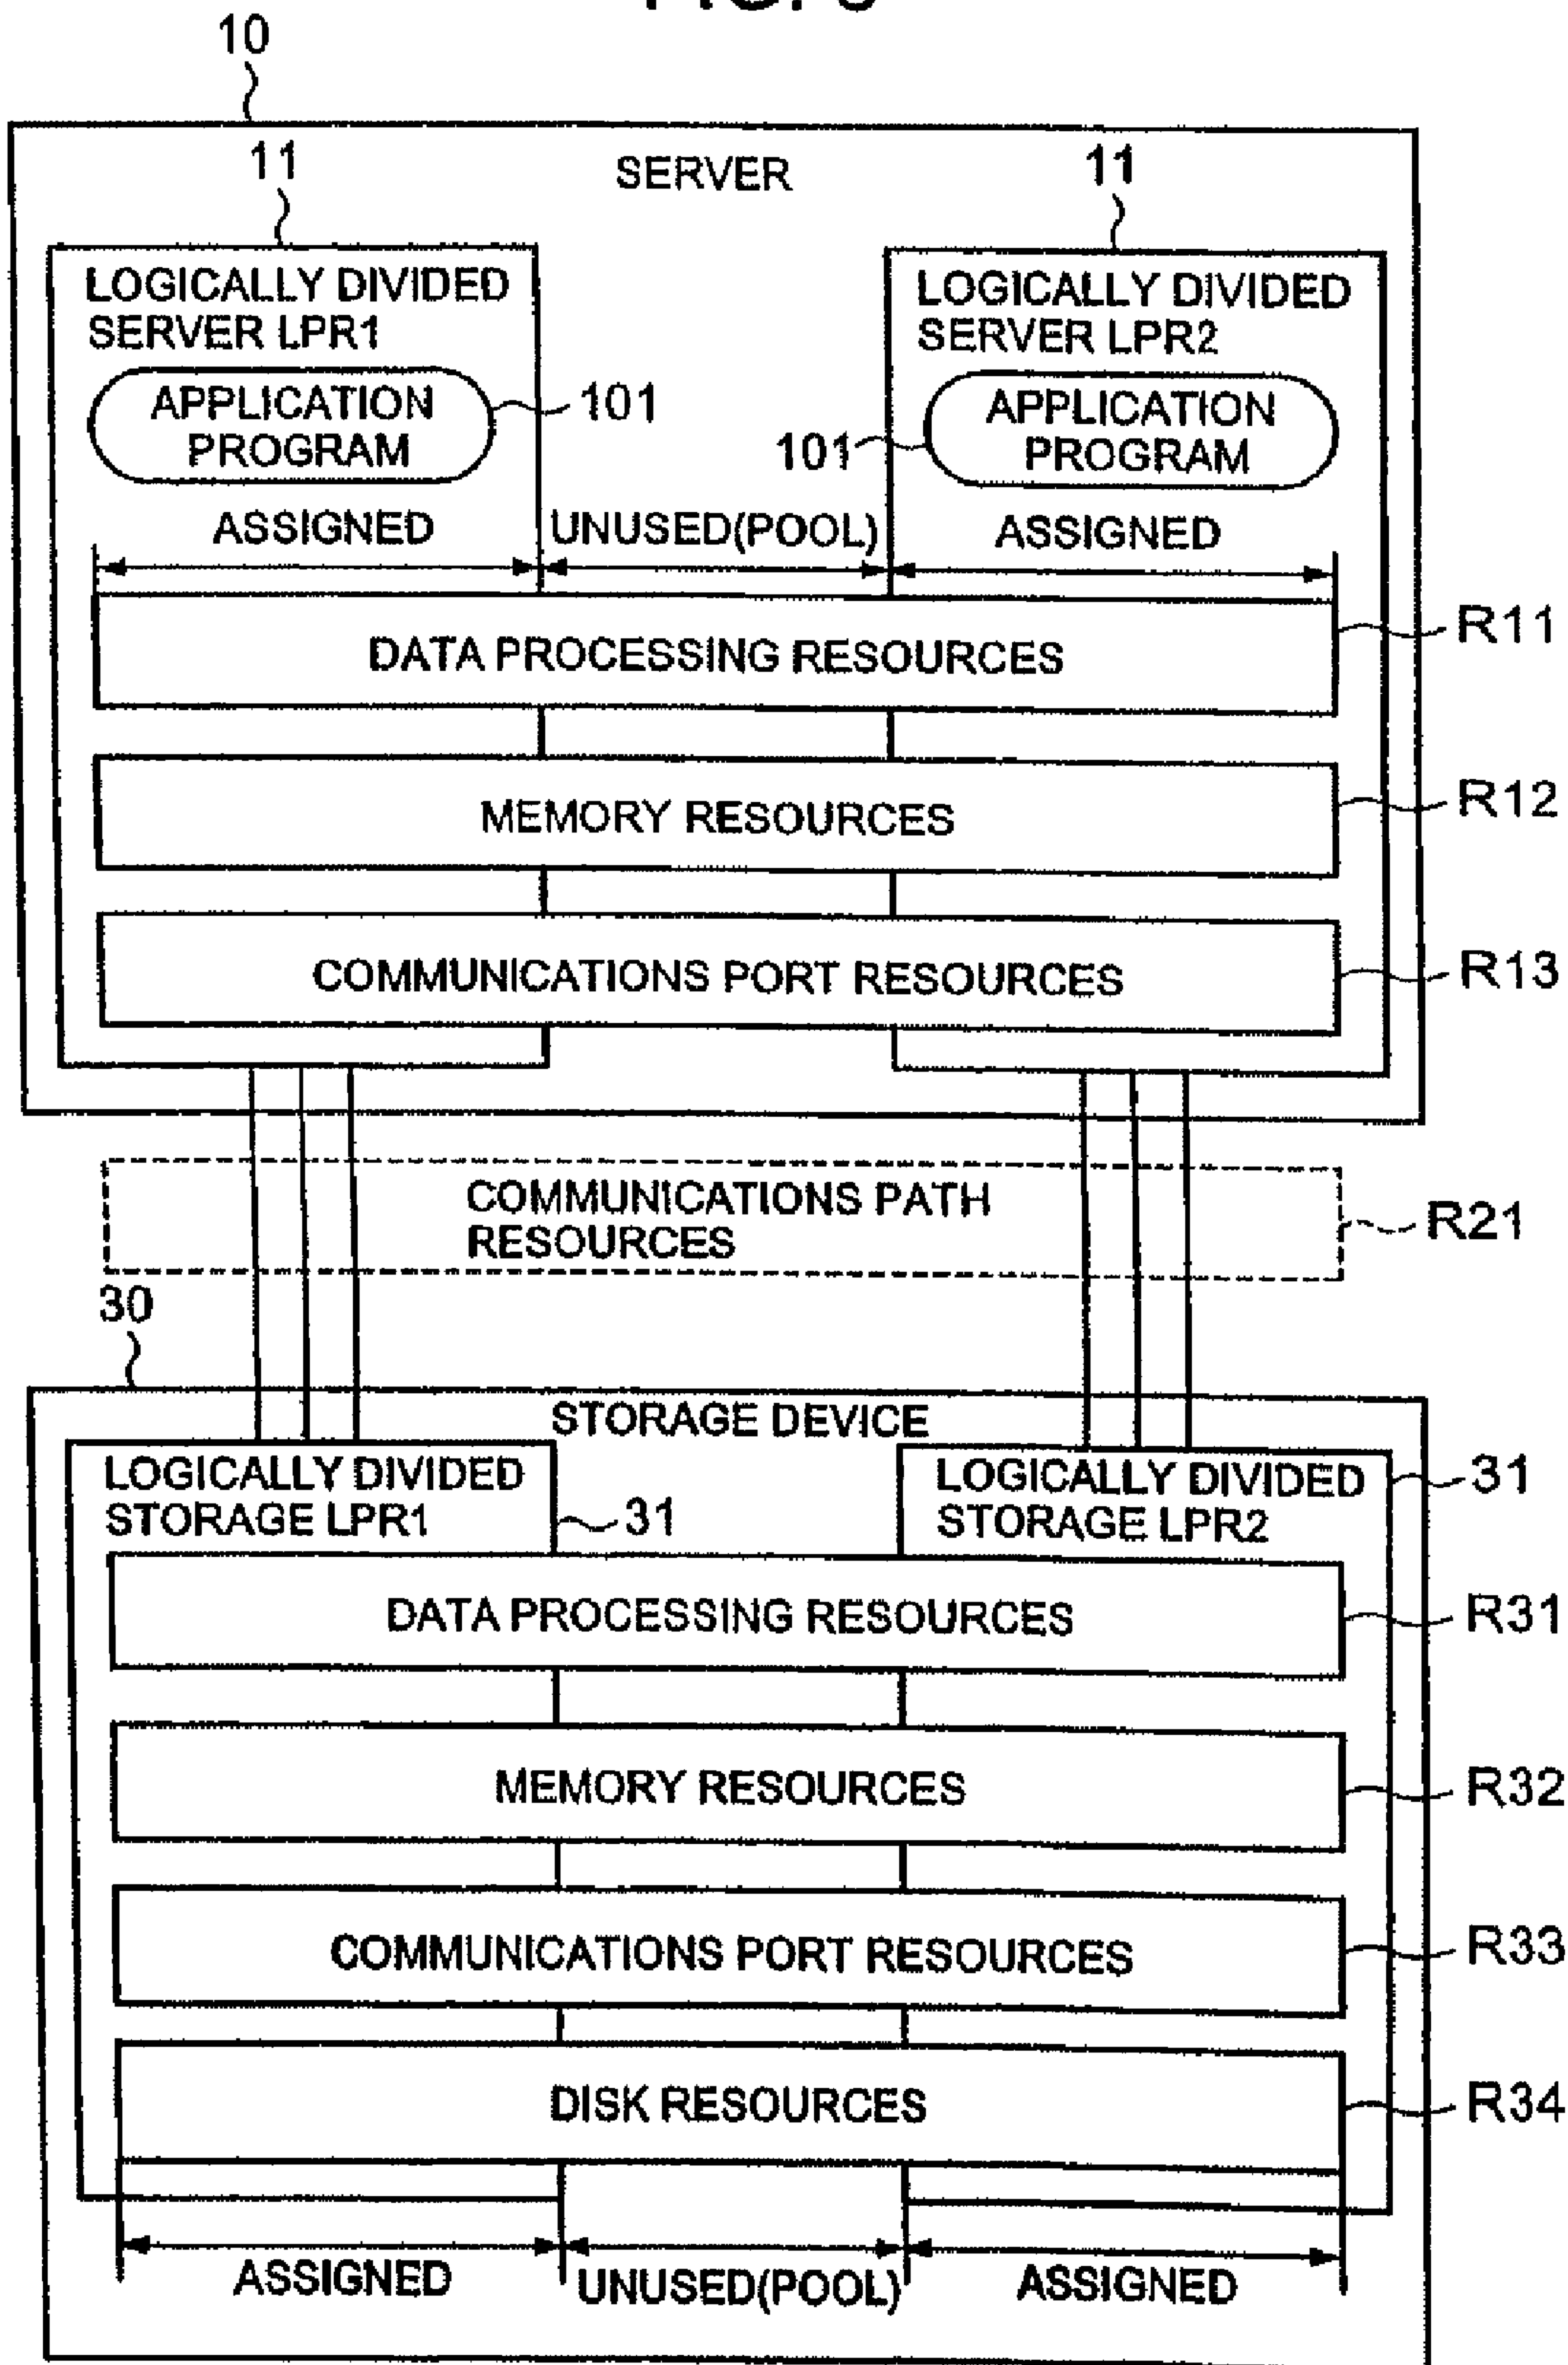 10
11
SERVER
11
LOGICALLY DIVIDED
SERVER LPR1
LOGICALLY DIVIDED
SERVER LPR2
APPLICATION
PROGRAM
101
101
APPLICATION
PROGRAM
ASSIGNED
UNUSED(POOL)
ASSIGNED
DATA PROCESSING RESOURCES
R11
MEMORY RESOURCES
R12
COMMUNICATIONS PORT RESOURCES
R13
COMMUNICATIONS PATH
RESOURCES
R21
30
STORAGE DEVICE
LOGICALLY DIVIDED
STORAGE LPR1
31
LOGICALLY DIVIDED
STORAGE LPR2
31
DATA PROCESSING RESOURCES
R31
MEMORY RESOURCES
R32
COMMUNICATIONS PORT RESOURCES
R33
DISK RESOURCES
R34
ASSIGNED
UNUSED(POOL)
ASSIGNED